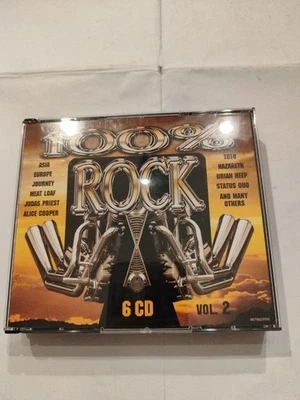 100%
ROCK
ASIA
EUROPE
JOURNEY
MEAT LOAF
JUDAS PRIEST
ALICE COOPER
TOTO
NAZARETH
URIAH HEEP
STATUS QUO
AND MANY
OTHERS
6 CD
VOL. 2